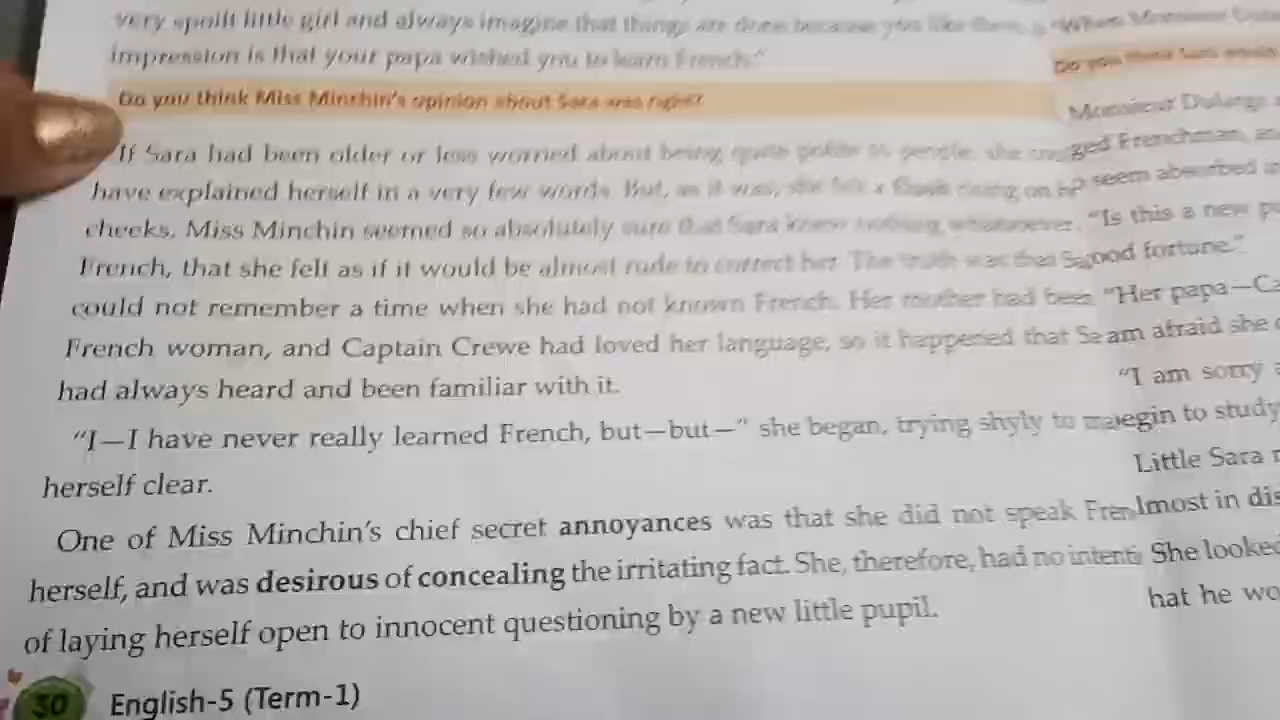 very spoilt little girl and always imagine that things are done because you like them,
impression is that your papa wished you to learn French."
Do you think Miss Minchin's opinion about Sara was right?
If Sara had been older or less worried about being quite polite to people, she
have explained herself in a very few words. But, as it was, she felt a flush rising on
cheeks. Miss Minchin seemed so absolutely sure that Sara knew nothing whatsoever
French, that she felt as if it would be almost rude to correct her. The truth was that
could not remember a time when she had not known French. Her mother had been
French woman, and Captain Crewe had loved her language, so it happened that
had always heard and been familiar with it.
"I—I have never really learned French, but—but—" she began, trying shyly to
herself clear.
One of Miss Minchin's chief secret annoyances was that she did not speak
herself, and was desirous of concealing the irritating fact. She, therefore, had no
of laying herself open to innocent questioning by a new little pupil.
30 English-5 (Term-1)
"When Monsieur
Do you think Sara would
Monsieur Dufarge
Frenchman,
seem absorbed
"Is this a new
good fortune."
"Her papa—
am afraid she
"I am sorry
to study
Little Sara
almost in
She looked
hat he